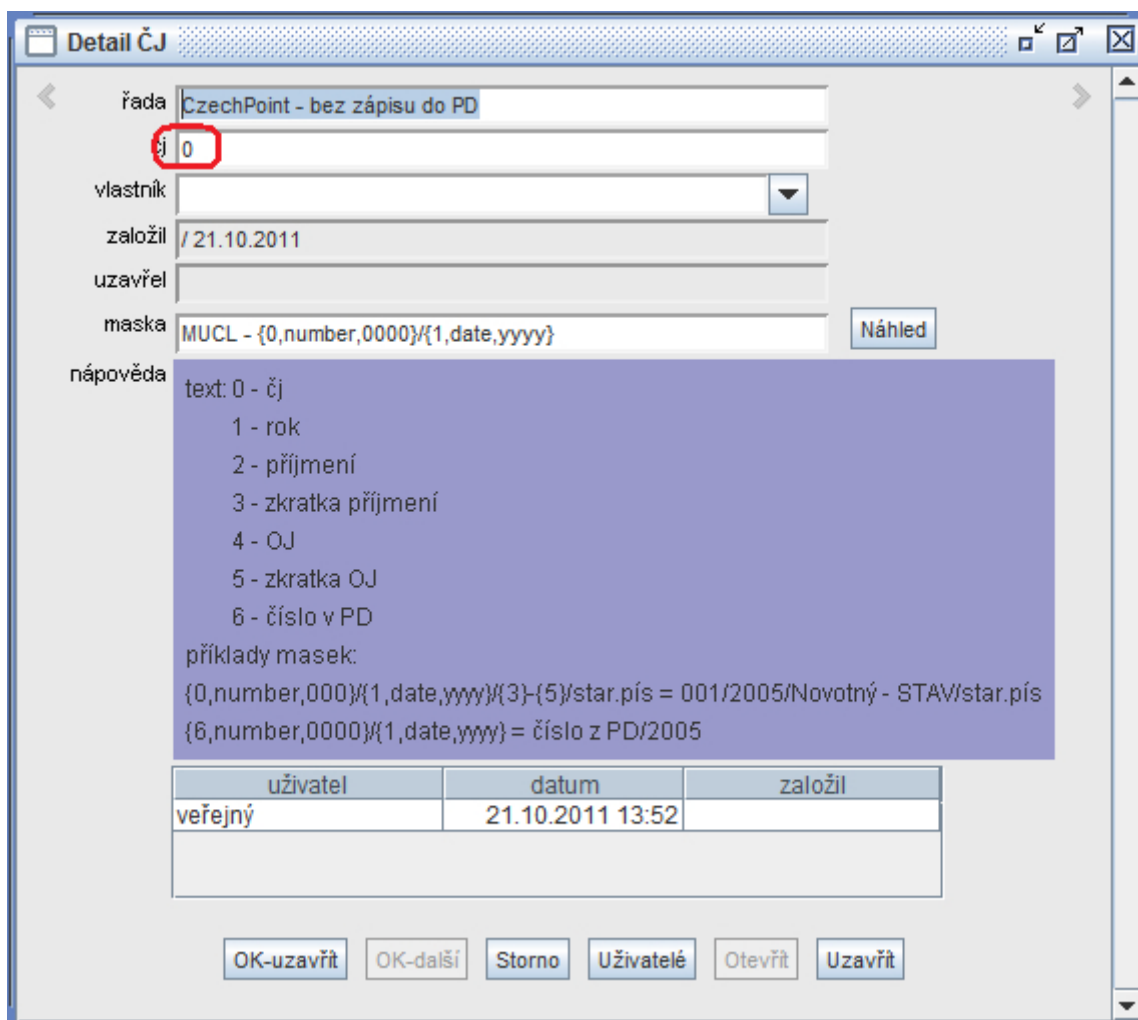 Detail ČJ
řada CzechPoint - bez zápisu do PD
čj 0
vlastník
založil / 21.10.2011
uzavřel
maska MUCL - {0,number,0000}/{1,date,yyyy} Náhled
nápověda
text: 0 - čj
1 - rok
2 - příjmení
3 - zkratka příjmení
4 - OJ
5 - zkratka OJ
6 - číslo v PD
příklady masek:
{0,number,000}/{1,date,yyyy}/{3}-{5}/star.pís = 001/2005/Novotný - STAV/star.pís
{6,number,0000}/{1,date,yyyy} = číslo z PD/2005
uživatel datum založil
veřejný 21.10.2011 13:52
OK-uzavřít OK-další Storno Uživatelé Otevřít Uzavřít